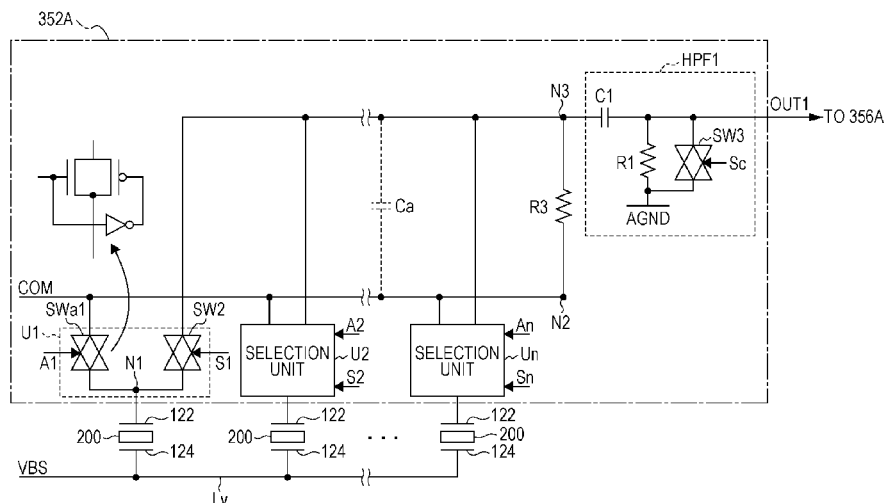 352A
HPF1
N3
C1
OUT1
TO 356A
SW3
R1
Sc
Ca
R3
AGND
COM
N2
SWa1
SW2
U1
A1
N1
S1
SELECTION
UNIT
A2
U2
S2
SELECTION
UNIT
An
Un
Sn
122
200
124
122
200
124
. . .
122
200
124
VBS
Lv